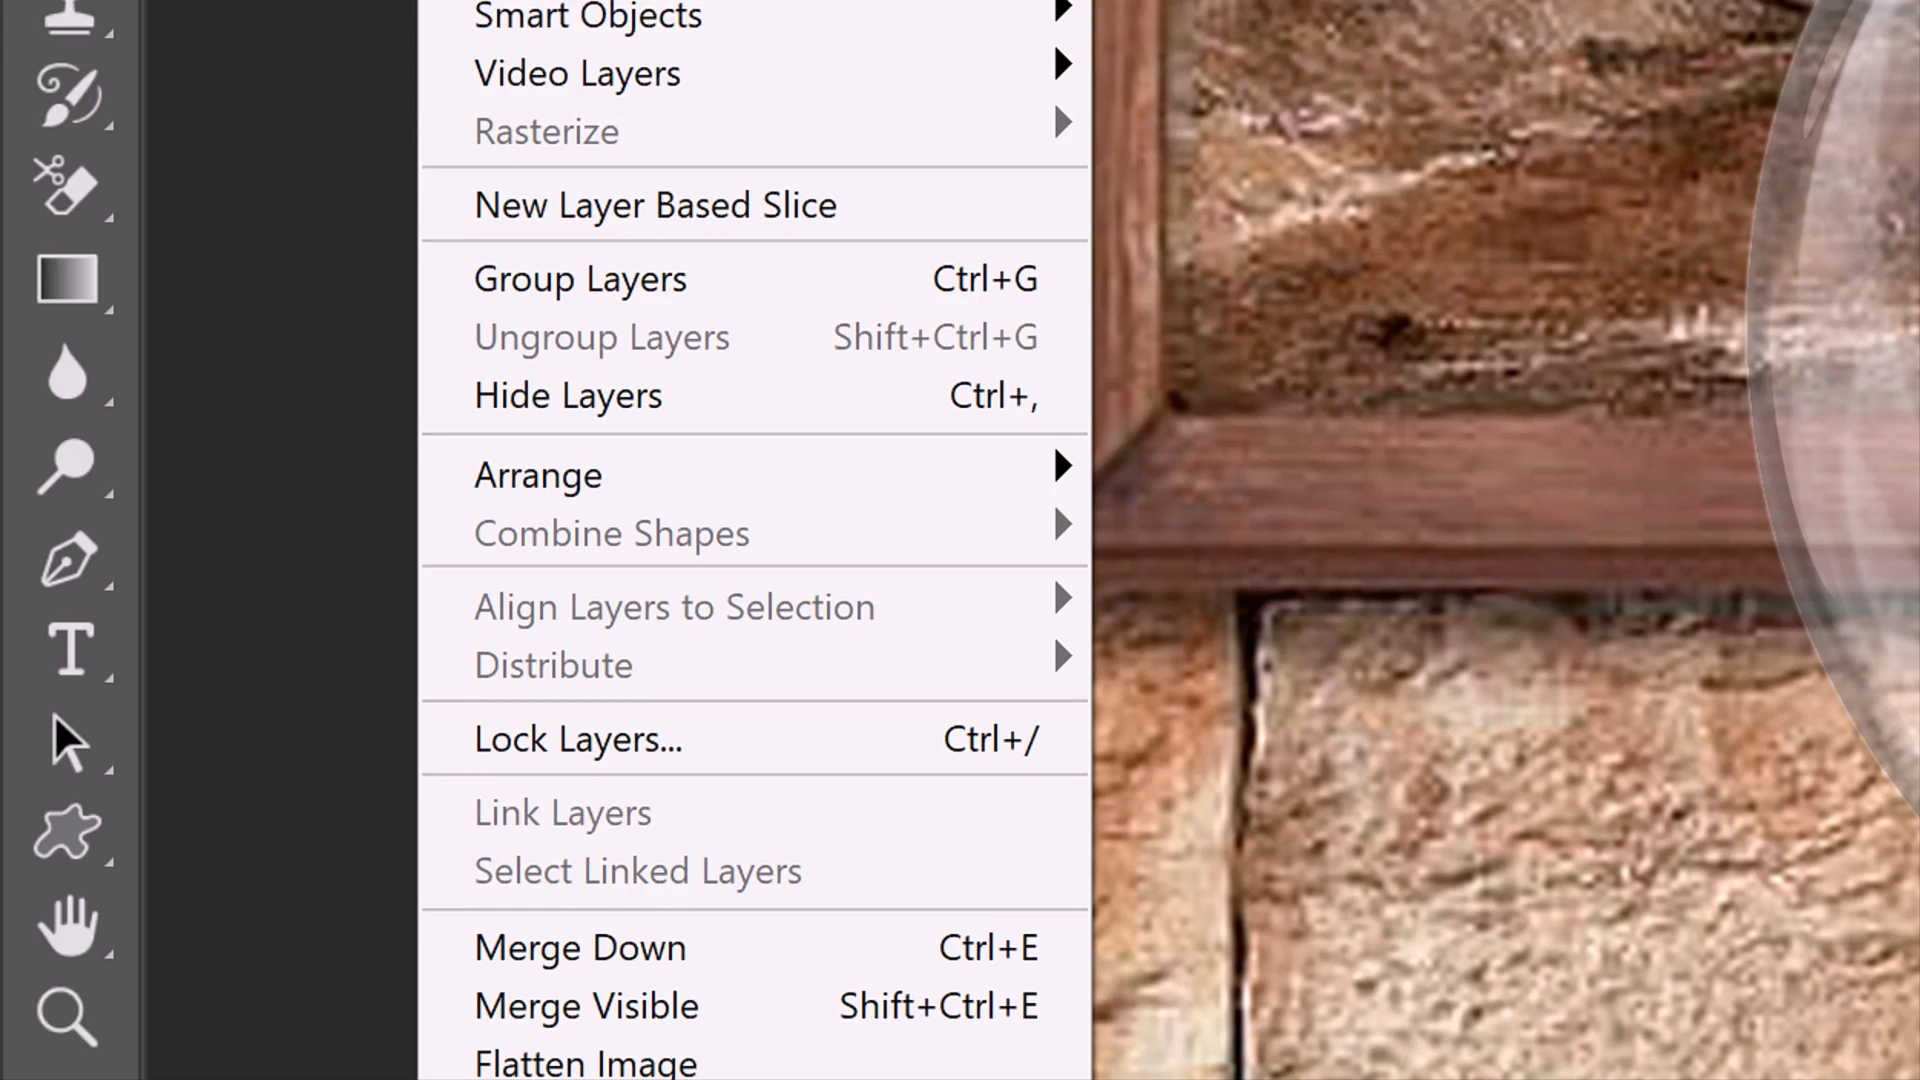 Smart Objects
Video Layers
Rasterize
New Layer Based Slice
Group Layers Ctrl+G
Ungroup Layers Shift+Ctrl+G
Hide Layers Ctrl+,
Arrange
Combine Shapes
Align Layers to Selection
Distribute
Lock Layers... Ctrl+/
Link Layers
Select Linked Layers
Merge Down Ctrl+E
Merge Visible Shift+Ctrl+E
Flatten Image